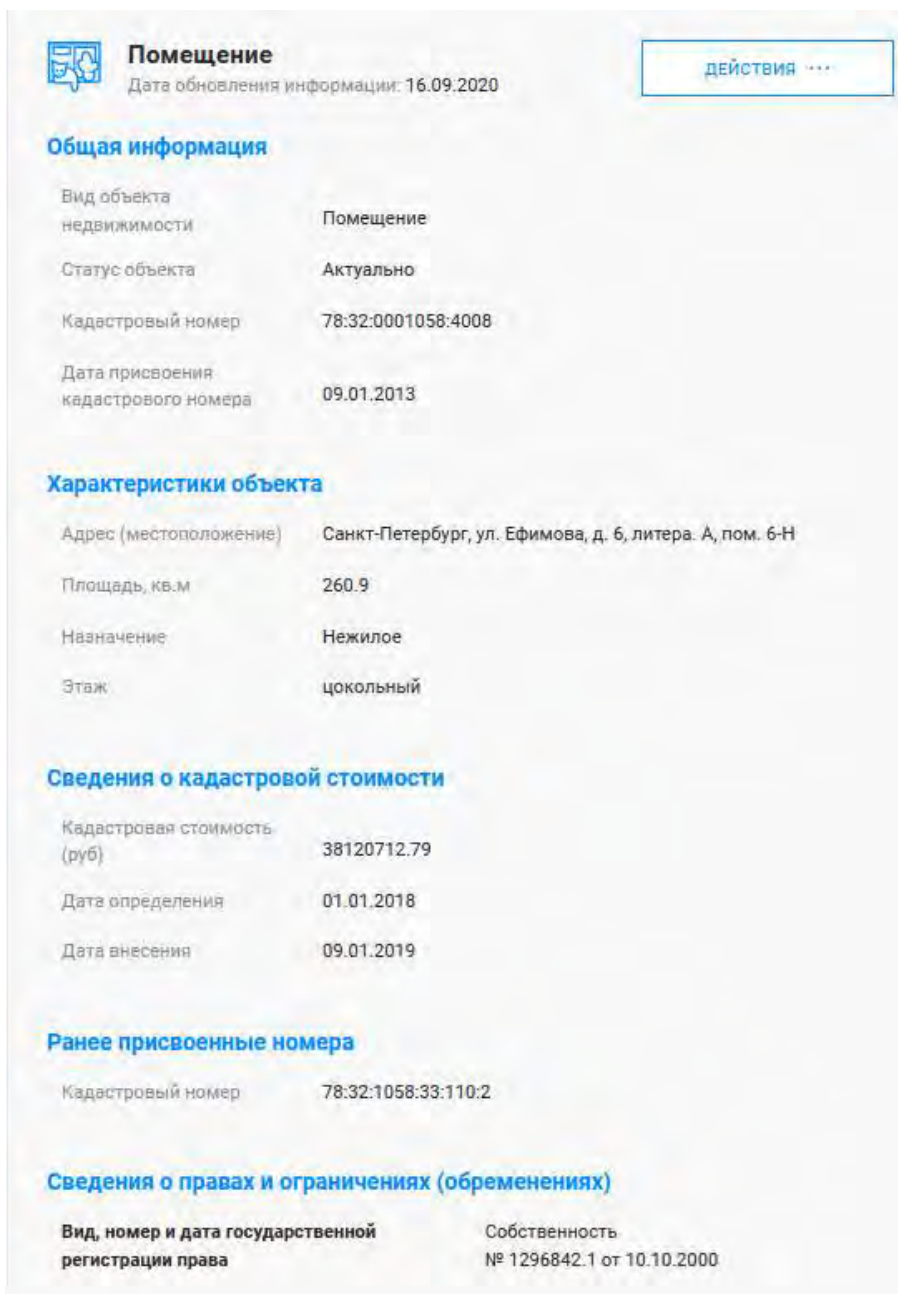 Помещение
Дата обновления информации: 16.09.2020
ДЕЙСТВИЯ ···
Общая информация
Вид объекта
недвижимости
Помещение
Статус объекта
Актуально
Кадастровый номер
78:32:0001058:4008
Дата присвоения
кадастрового номера
09.01.2013
Характеристики объекта
Адрес (местоположение)
Санкт-Петербург, ул. Ефимова, д. 6, литера. А, пом. 6-Н
Площадь, кв.м
260.9
Назначение
Нежилое
Этаж
цокольный
Сведения о кадастровой стоимости
Кадастровая стоимость
(руб)
38120712.79
Дата определения
01.01.2018
Дата внесения
09.01.2019
Ранее присвоенные номера
Кадастровый номер
78:32:1058:33:110:2
Сведения о правах и ограничениях (обременениях)
Вид, номер и дата государственной
регистрации права
Собственность
№ 1296842.1 от 10.10.2000